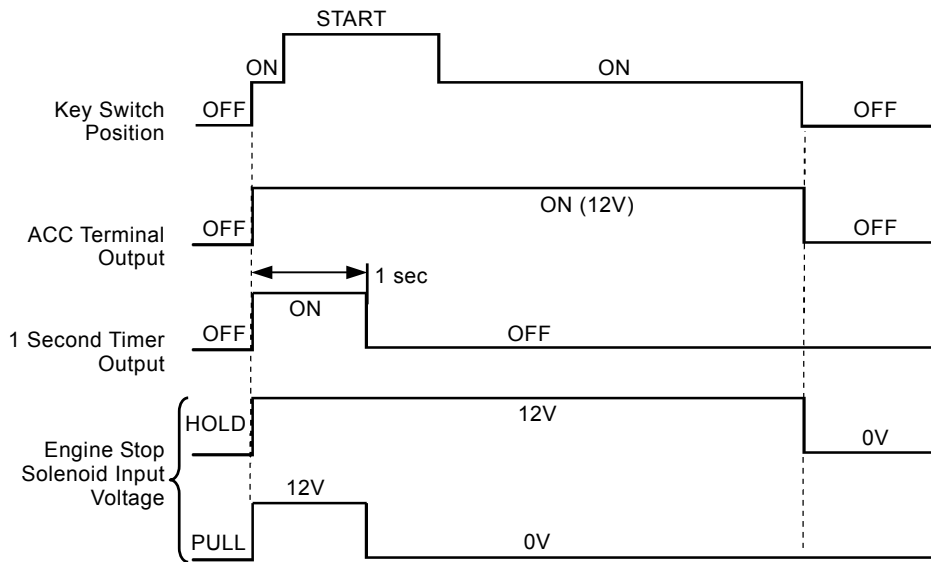 START
ON
ON
Key Switch
Position
OFF
OFF
ON (12V)
ACC Terminal
Output
OFF
OFF
1 sec
ON
1 Second Timer
Output
OFF
OFF
HOLD
12V
0V
Engine Stop
Solenoid Input
Voltage
12V
PULL
0V